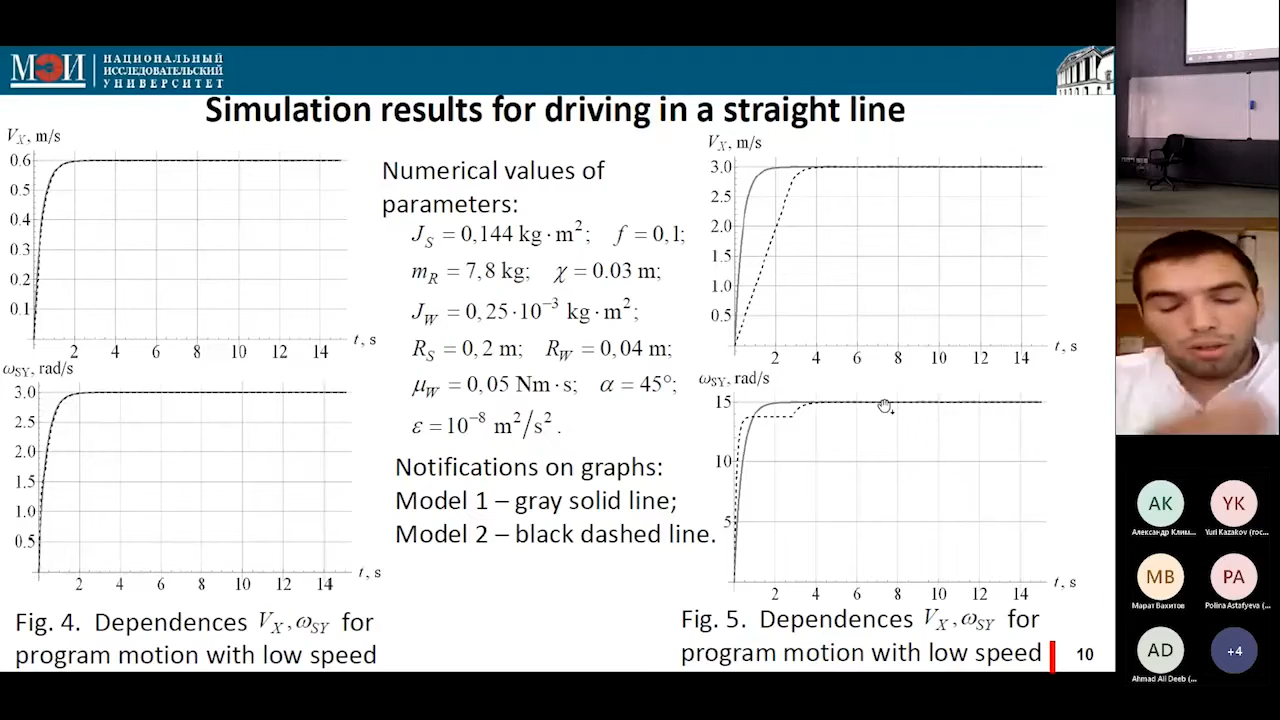 МЭИ
НАЦИОНАЛЬНЫЙ
ИССЛЕДОВАТЕЛЬСКИЙ
УНИВЕРСИТЕТ
Simulation results for driving in a straight line
V_X, m/s
0.6
0.5
0.4
0.3
0.2
0.1
2 4 6 8 10 12 14
t, s
ω_SY, rad/s
3.0
2.5
2.0
1.5
1.0
0.5
2 4 6 8 10 12 14
t, s
Fig. 4. Dependences V_X, ω_SY for
program motion with low speed
Numerical values of
parameters:
J_S = 0,144 kg·m²; f = 0,1;
m_R = 7,8 kg; χ = 0.03 m;
J_W = 0,25·10⁻³ kg·m²;
R_S = 0,2 m; R_W = 0,04 m;
μ_W = 0,05 Nm·s; α = 45°;
ε = 10⁻⁸ m²/s².
Notifications on graphs:
Model 1 – gray solid line;
Model 2 – black dashed line.
V_X, m/s
3.0
2.5
2.0
1.5
1.0
0.5
2 4 6 8 10 12 14
t, s
ω_SY, rad/s
15
10
5
2 4 6 8 10 12 14
t, s
Fig. 5. Dependences V_X, ω_SY for
program motion with low speed
10
AK
Александр Клим...
YK
Yuri Kazakov (гос...
MB
Марат Вахитов
PA
Polina Astafyeva (...
AD
Ahmad Ali Deeb (...
+4